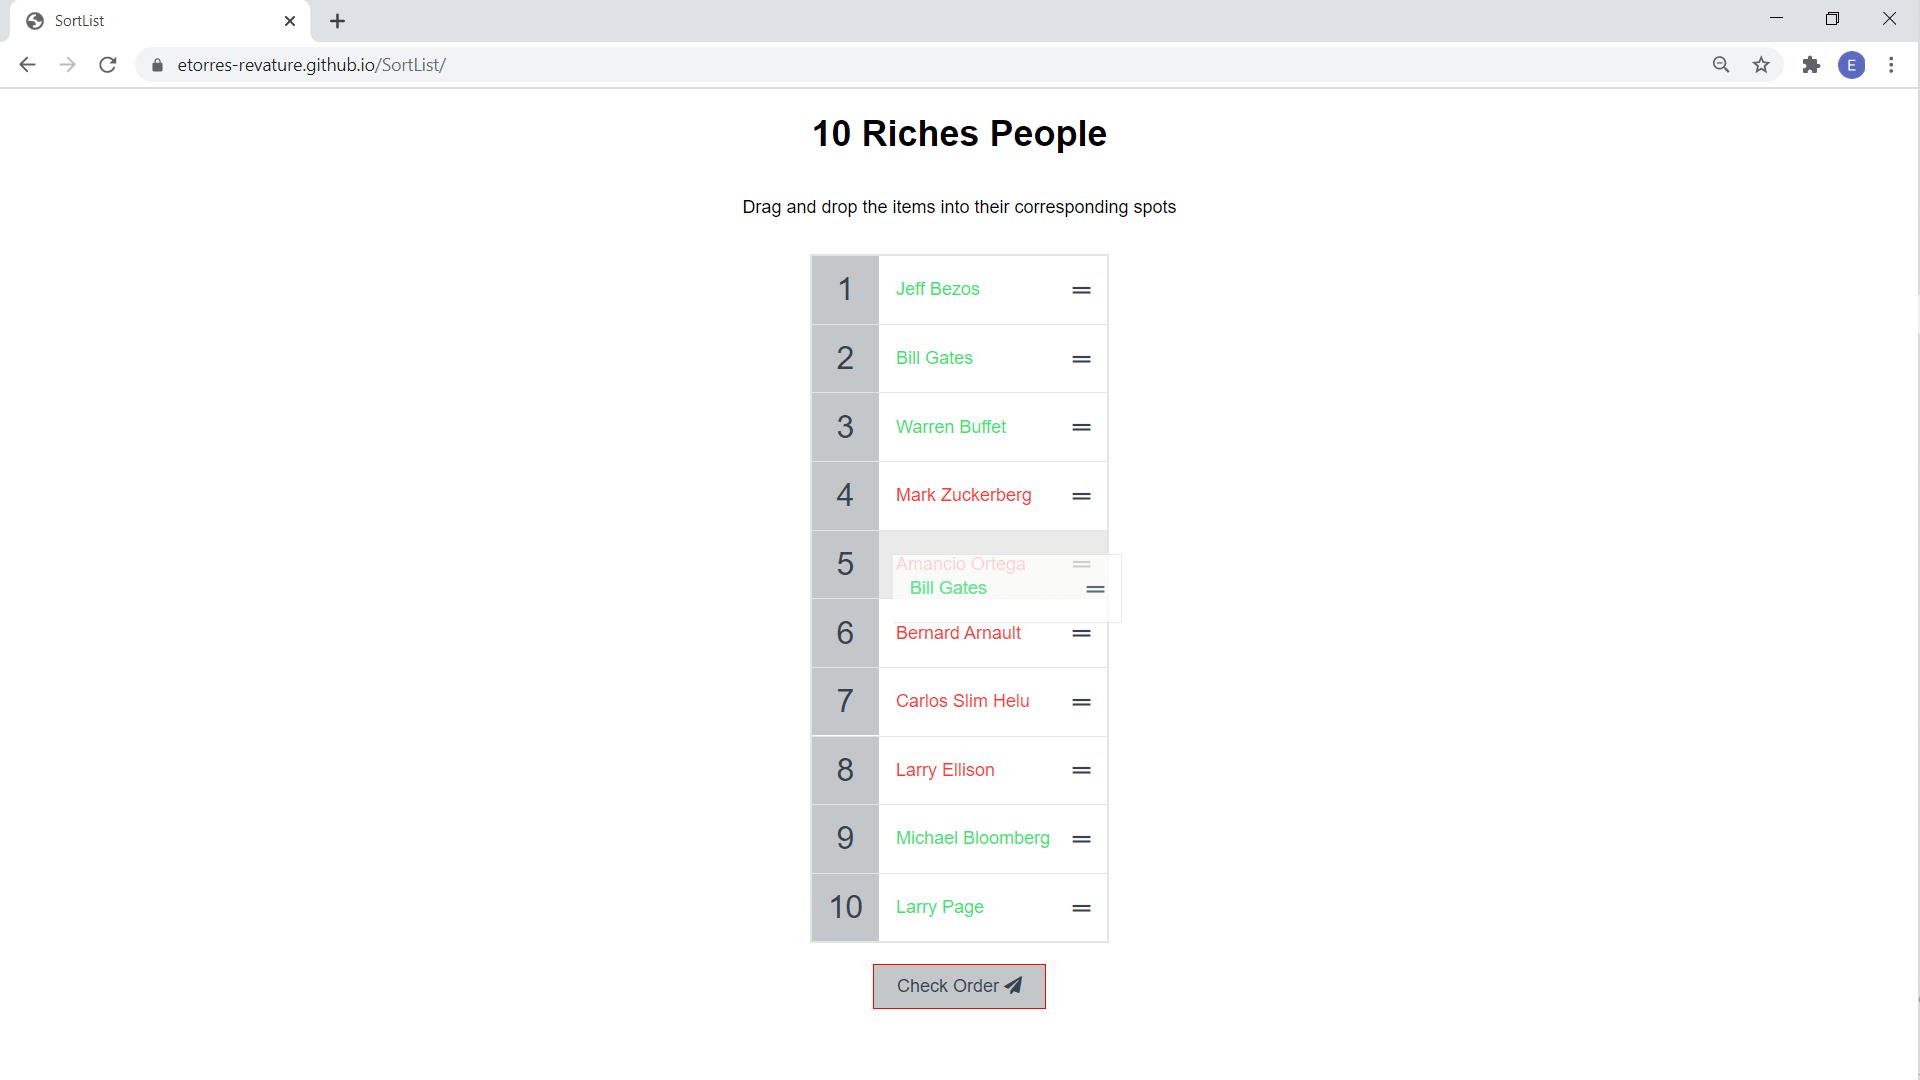 SortList
etorres-revature.github.io/SortList/
E
10 Riches People
Drag and drop the items into their corresponding spots
1 Jeff Bezos
2 Bill Gates
3 Warren Buffet
4 Mark Zuckerberg
5 Amancio Ortega
Bill Gates
6 Bernard Arnault
7 Carlos Slim Helu
8 Larry Ellison
9 Michael Bloomberg
10 Larry Page
Check Order